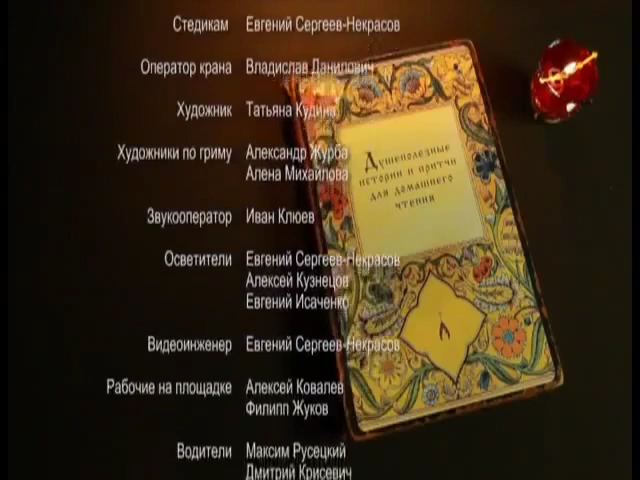 Стедикам Евгений Сергеев-Некрасов
Оператор крана Владислав Данилович
Художник Татьяна Кудина
Художники по гриму Александр Журба
Алена Михайлова
Звукооператор Иван Клюев
Осветители Евгений Сергеев-Некрасов
Алексей Кузнецов
Евгений Исаченко
Видеоинженер Евгений Сергеев-Некрасов
Рабочие на площадке Алексей Ковалев
Филипп Жуков
Водители Максим Русецкий
Дмитрий Крисевич
Душеполезные
истории и притчи
для домашнего
чтения